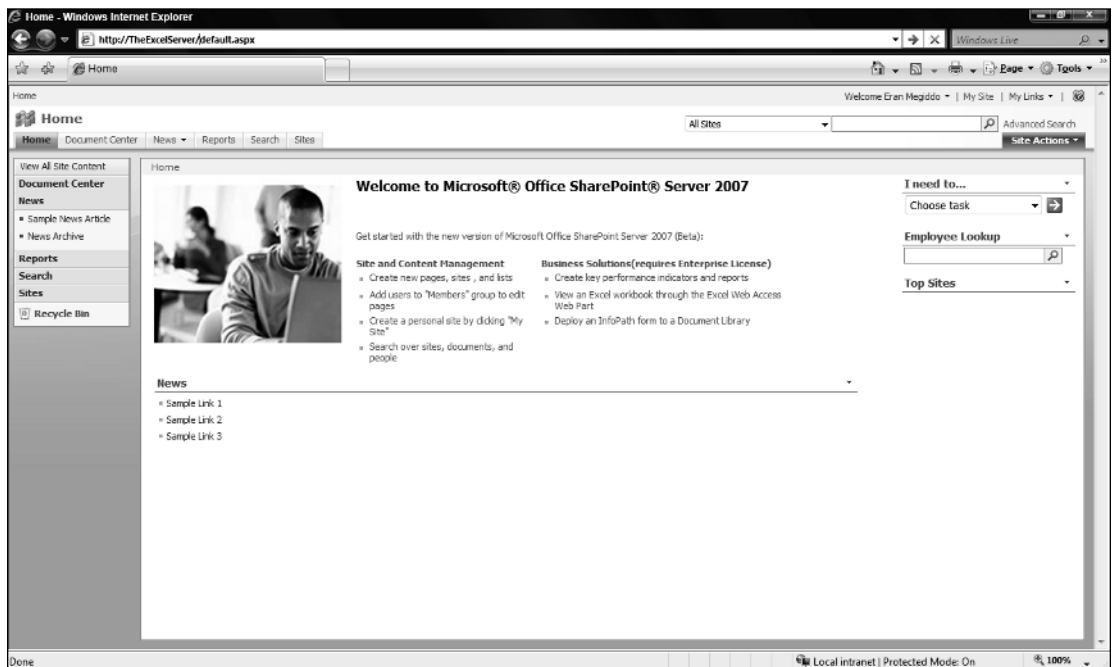 Home - Windows Internet Explorer
http://TheExcelServer/default.aspx
Windows Live
Home
Page
Tools
Home
Welcome Eran Megiddo | My Site | My Links |
Home
All Sites
Advanced Search
Home Document Center News Reports Search Sites
Site Actions
View All Site Content
Document Center
News
Sample News Article
News Archive
Reports
Search
Sites
Recycle Bin
Home
Welcome to Microsoft® Office SharePoint® Server 2007
Get started with the new version of Microsoft Office SharePoint Server 2007 (Beta):
Site and Content Management
Create new pages, sites , and lists
Add users to "Members" group to edit
pages
Create a personal site by clicking "My
Site"
Search over sites, documents, and
people
Business Solutions(requires Enterprise License)
Create key performance indicators and reports
View an Excel workbook through the Excel Web Access
Web Part
Deploy an InfoPath form to a Document Library
News
Sample Link 1
Sample Link 2
Sample Link 3
I need to...
Choose task
Employee Lookup
Top Sites
Done
Local intranet | Protected Mode: On
100%